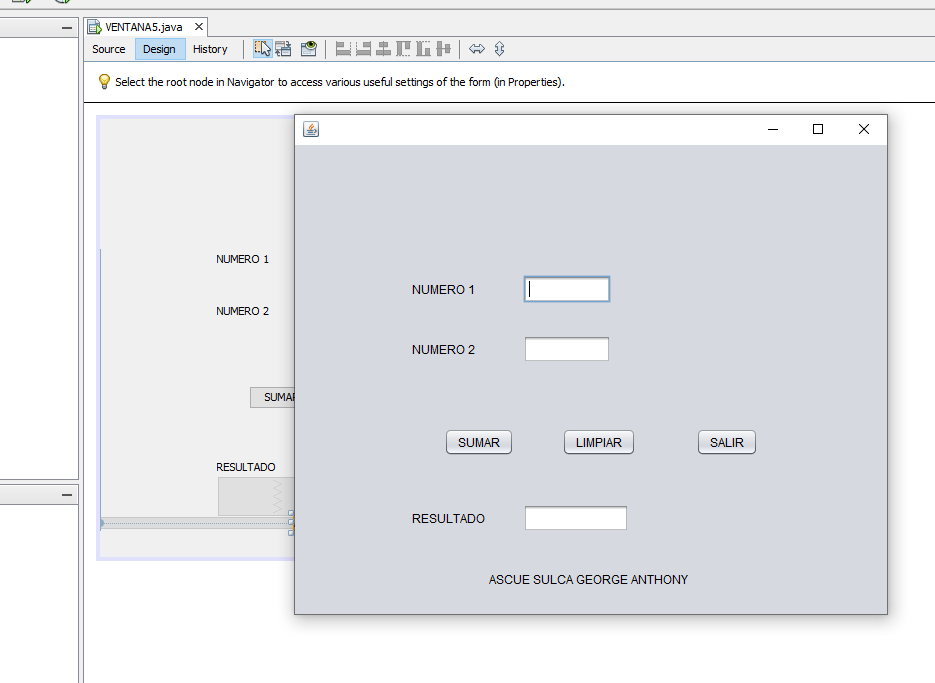 VENTANA5.java
Source Design History
Select the root node in Navigator to access various useful settings of the form (in Properties).
NUMERO 1
NUMERO 2
SUMAR
RESULTADO
NUMERO 1
NUMERO 2
SUMAR LIMPIAR SALIR
RESULTADO
ASCUE SULCA GEORGE ANTHONY